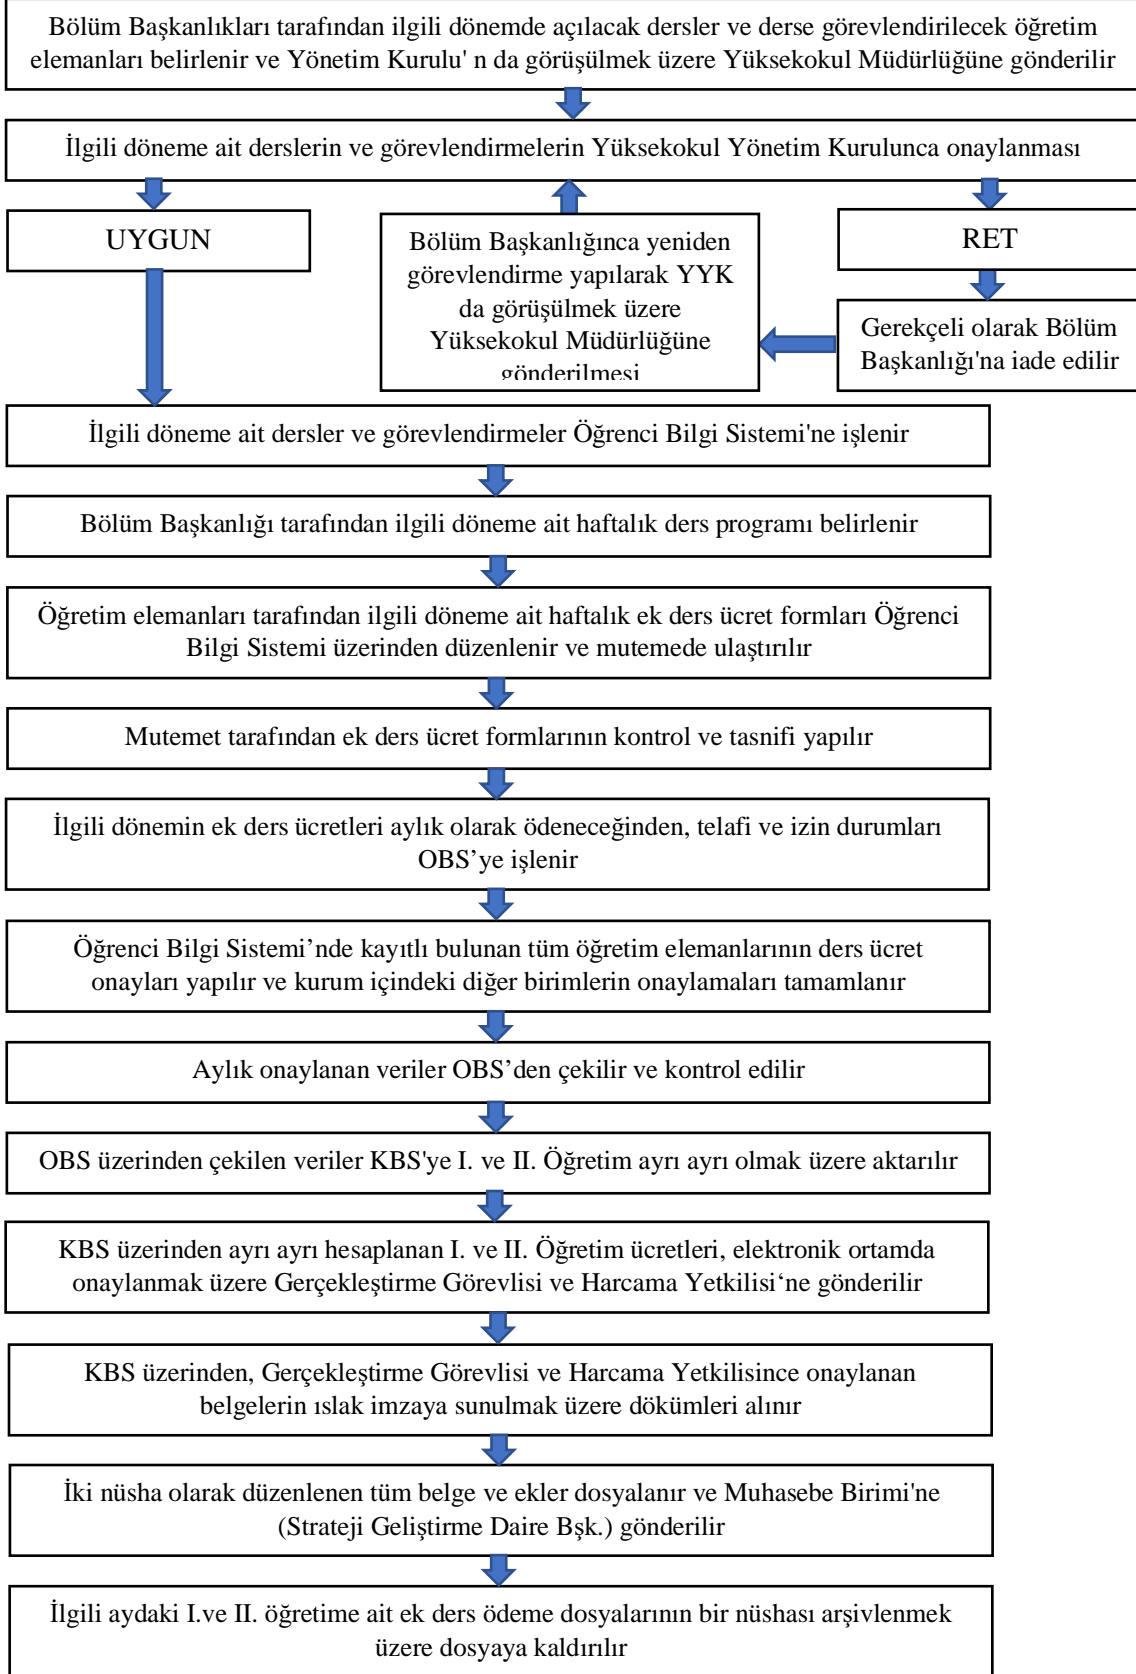 Bölüm Başkanlıkları tarafından ilgili dönemde açılacak dersler ve derse görevlendirilecek öğretim
elemanları belirlenir ve Yönetim Kurulu' n da görüşülmek üzere Yüksekokul Müdürlüğüne gönderilir
İlgili döneme ait derslerin ve görevlendirmelerin Yüksekokul Yönetim Kurulunca onaylanması
UYGUN
Bölüm Başkanlığınca yeniden
görevlendirme yapılarak YYK
da görüşülmek üzere
Yüksekokul Müdürlüğüne
gönderilmesi
RET
Gerekçeli olarak Bölüm
Başkanlığı'na iade edilir
İlgili döneme ait dersler ve görevlendirmeler Öğrenci Bilgi Sistemi'ne işlenir
Bölüm Başkanlığı tarafından ilgili döneme ait haftalık ders programı belirlenir
Öğretim elemanları tarafından ilgili döneme ait haftalık ek ders ücret formları Öğrenci
Bilgi Sistemi üzerinden düzenlenir ve mutemede ulaştırılır
Mutemet tarafından ek ders ücret formlarının kontrol ve tasnifi yapılır
İlgili dönemin ek ders ücretleri aylık olarak ödeneceğinden, telafi ve izin durumları
OBS’ye işlenir
Öğrenci Bilgi Sistemi’nde kayıtlı bulunan tüm öğretim elemanlarının ders ücret
onayları yapılır ve kurum içindeki diğer birimlerin onaylamaları tamamlanır
Aylık onaylanan veriler OBS’den çekilir ve kontrol edilir
OBS üzerinden çekilen veriler KBS'ye I. ve II. Öğretim ayrı ayrı olmak üzere aktarılır
KBS üzerinden ayrı ayrı hesaplanan I. ve II. Öğretim ücretleri, elektronik ortamda
onaylanmak üzere Gerçekleştirme Görevlisi ve Harcama Yetkilisi‘ne gönderilir
KBS üzerinden, Gerçekleştirme Görevlisi ve Harcama Yetkilisince onaylanan
belgelerin ıslak imzaya sunulmak üzere dökümleri alınır
İki nüsha olarak düzenlenen tüm belge ve ekler dosyalanır ve Muhasebe Birimi'ne
(Strateji Geliştirme Daire Bşk.) gönderilir
İlgili aydaki I.ve II. öğretime ait ek ders ödeme dosyalarının bir nüshası arşivlenmek
üzere dosyaya kaldırılır